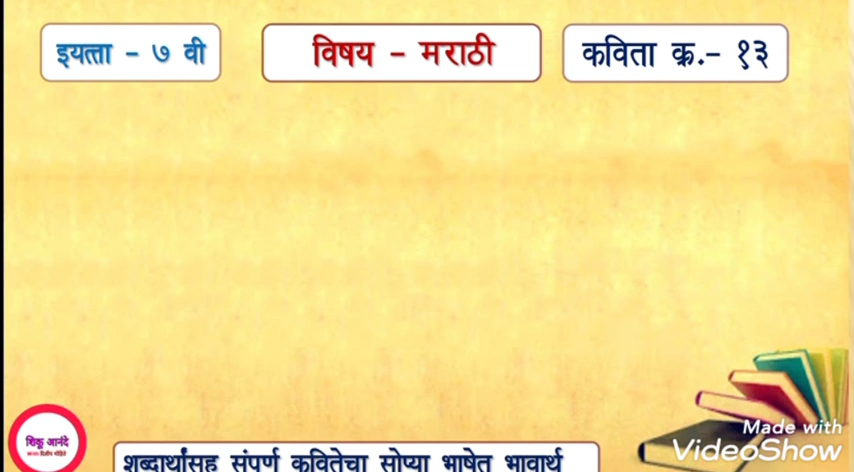 इयत्ता - ७ वी
विषय - मराठी
कविता क्र.- १३
शिकू आनंदे
Made with
VideoShow
शब्दार्थांसह संपूर्ण कवितेचा सोप्या भाषेत भावार्थ